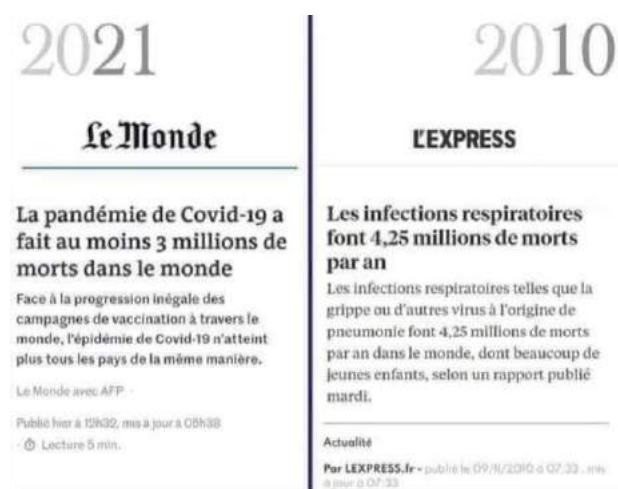 2021
Le Monde
La pandémie de Covid-19 a
fait au moins 3 millions de
morts dans le monde
Face à la progression inégale des
campagnes de vaccination à travers le
monde, l'épidémie de Covid-19 n'atteint
plus tous les pays de la même manière.
Le Monde avec AFP
Publié hier à 12h32, mis à jour à 08h38
Lecture 5 min.
2010
L'EXPRESS
Les infections respiratoires
font 4,25 millions de morts
par an
Les infections respiratoires telles que la
grippe ou d'autres virus à l'origine de
pneumonie font 4,25 millions de morts
par an dans le monde, dont beaucoup de
jeunes enfants, selon un rapport publié
mardi.
Actualité
Par LEXPRESS.fr - publié le 09/11/2010 à 07:33, mis
à jour à 07:33